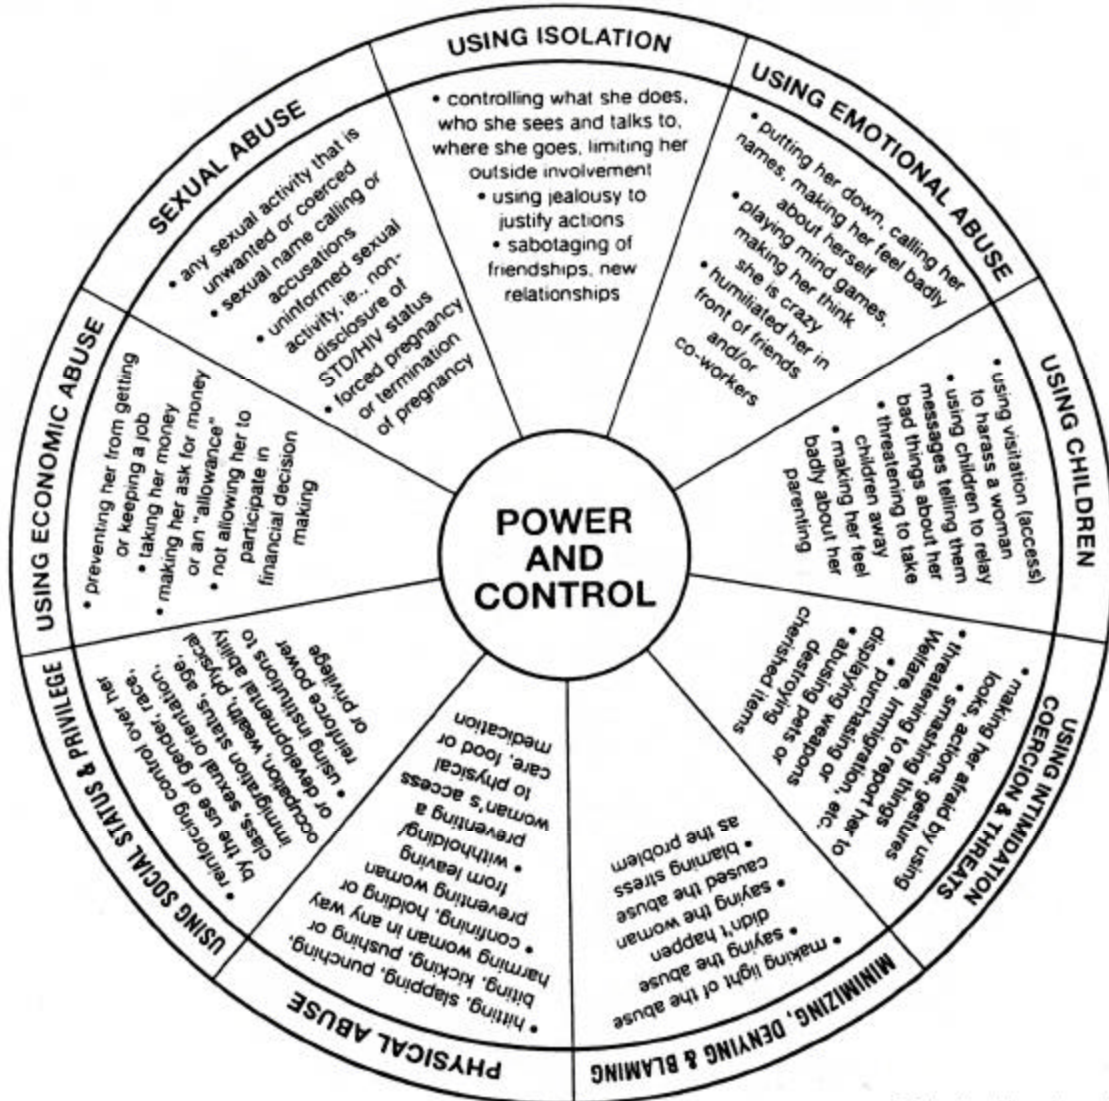 USING ISOLATION
• controlling what she does,
who she sees and talks to,
where she goes, limiting her
outside involvement
• using jealousy to
justify actions
• sabotaging of
friendships, new
relationships
USING EMOTIONAL ABUSE
• putting her down, calling her
names, making her feel badly
about herself
• playing mind games,
making her think
she is crazy
• humiliated her in
front of friends
and/or
co-workers
USING CHILDREN
• using visitation (access)
to harass a woman
• using children to relay
messages telling them
bad things about her
• threatening to take
children away
• making her feel
badly about her
parenting
USING INTIMIDATION
COERCION & THREATS
• making her afraid by using
looks, actions, gestures
• smashing things
• threatening to report her to
Welfare, Immigration, etc.
• purchasing or
displaying weapons
• abusing pets or
destroying
cherished items
MINIMIZING, DENYING & BLAMING
• making light of the abuse
• saying the abuse
didn't happen
• saying the woman
caused the abuse
• blaming stress
as the problem
PHYSICAL ABUSE
• hitting, slapping, punching,
biting, kicking, pushing or
harming woman in any way
• confining, holding or
preventing woman
from leaving
• withholding/
preventing a
woman's access
to physical
care, food or
medication
USING SOCIAL STATUS & PRIVILEGE
• reinforcing control over her
by the use of gender, race,
class, sexual orientation,
immigration status, age,
occupation, wealth, physical
or developmental ability
• using institutions to
reinforce power
or privilege
USING ECONOMIC ABUSE
• preventing her from getting
or keeping a job
• taking her money
• making her ask for money
or an "allowance"
• not allowing her to
participate in
financial decision
making
SEXUAL ABUSE
• any sexual activity that is
unwanted or coerced
• sexual name calling or
accusations
• uninformed sexual
activity, ie., non-
disclosure of
STD/HIV status
• forced pregnancy
or termination
of pregnancy
POWER
AND
CONTROL